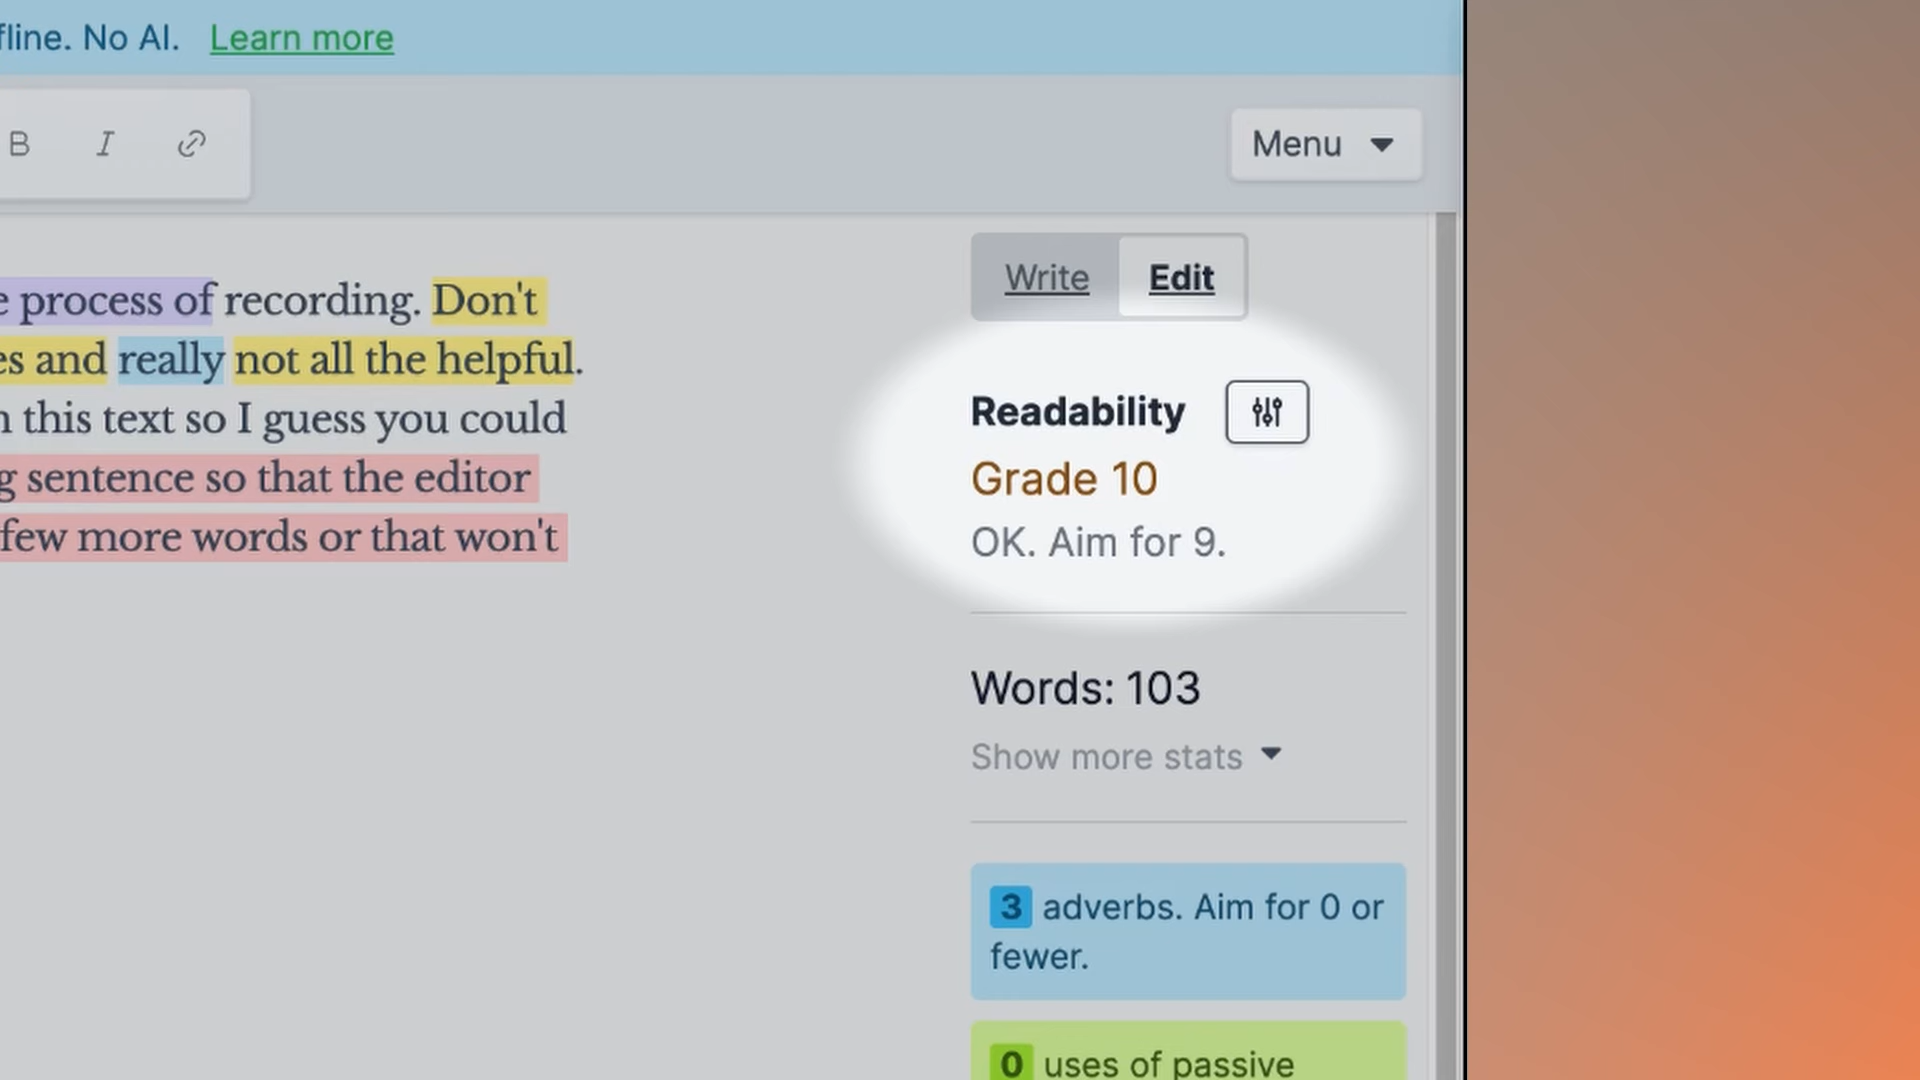 fline. No AI. Learn more
B I
Menu
Write Edit
e process of recording. Don't
es and really not all the helpful.
n this text so I guess you could
g sentence so that the editor
few more words or that won't
Readability
Grade 10
OK. Aim for 9.
Words: 103
Show more stats
3 adverbs. Aim for 0 or
fewer.
0 uses of passive